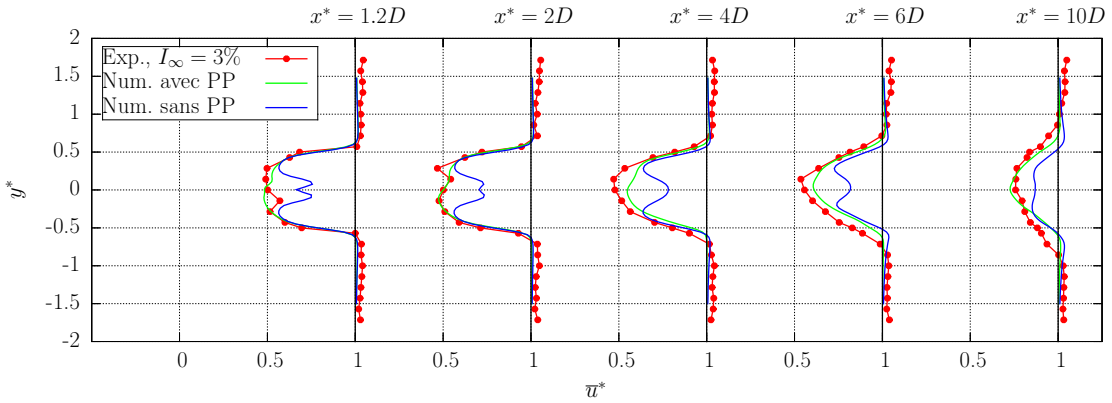 x* = 1.2D x* = 2D x* = 4D x* = 6D x* = 10D
2
Exp., I∞ = 3%
1.5
Num. avec PP
Num. sans PP
1
0.5
y*
0
-0.5
-1
-1.5
-2
0 0.5 1 0.5 1 0.5 1 0.5 1 0.5 1
u̅*